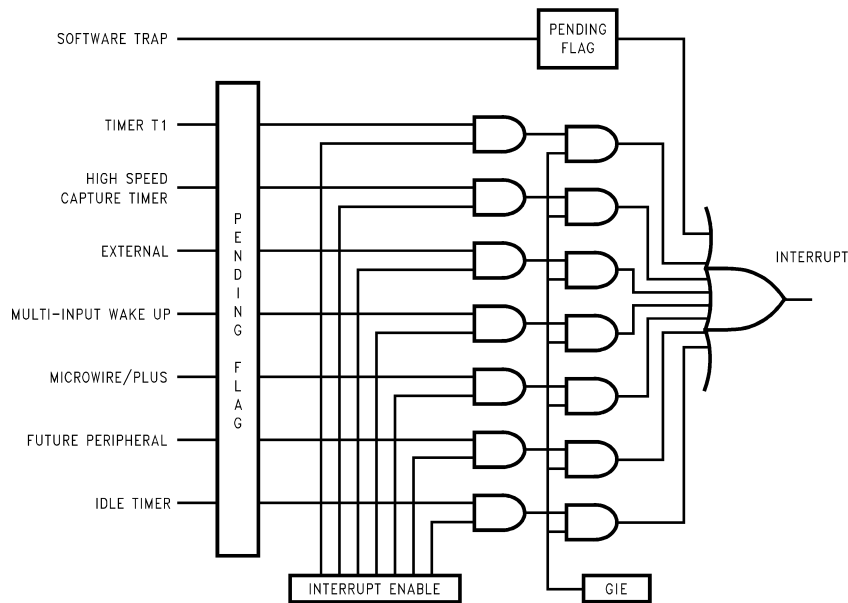 SOFTWARE TRAP
PENDING
FLAG
TIMER T1
HIGH SPEED
CAPTURE TIMER
EXTERNAL
MULTI-INPUT WAKE UP
MICROWIRE/PLUS
FUTURE PERIPHERAL
IDLE TIMER
PENDING FLAG
INTERRUPT
INTERRUPT ENABLE
GIE